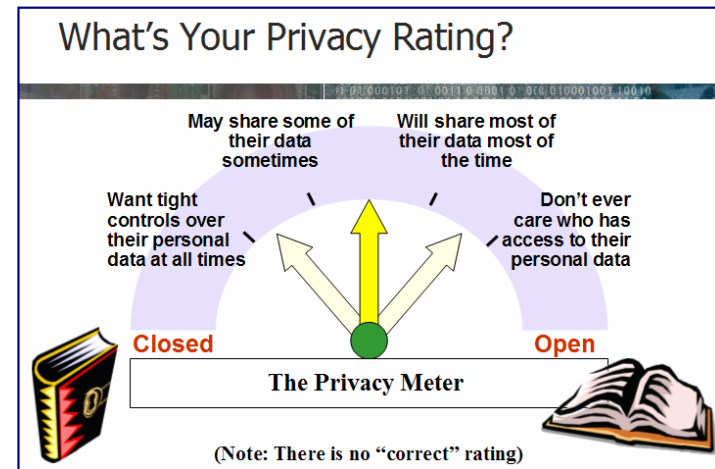 What's Your Privacy Rating?
May share some of
their data
sometimes
Will share most of
their data most of
the time
Want tight
controls over
their personal
data at all times
Don't ever
care who has
access to their
personal data
Closed
Open
The Privacy Meter
(Note: There is no "correct" rating)